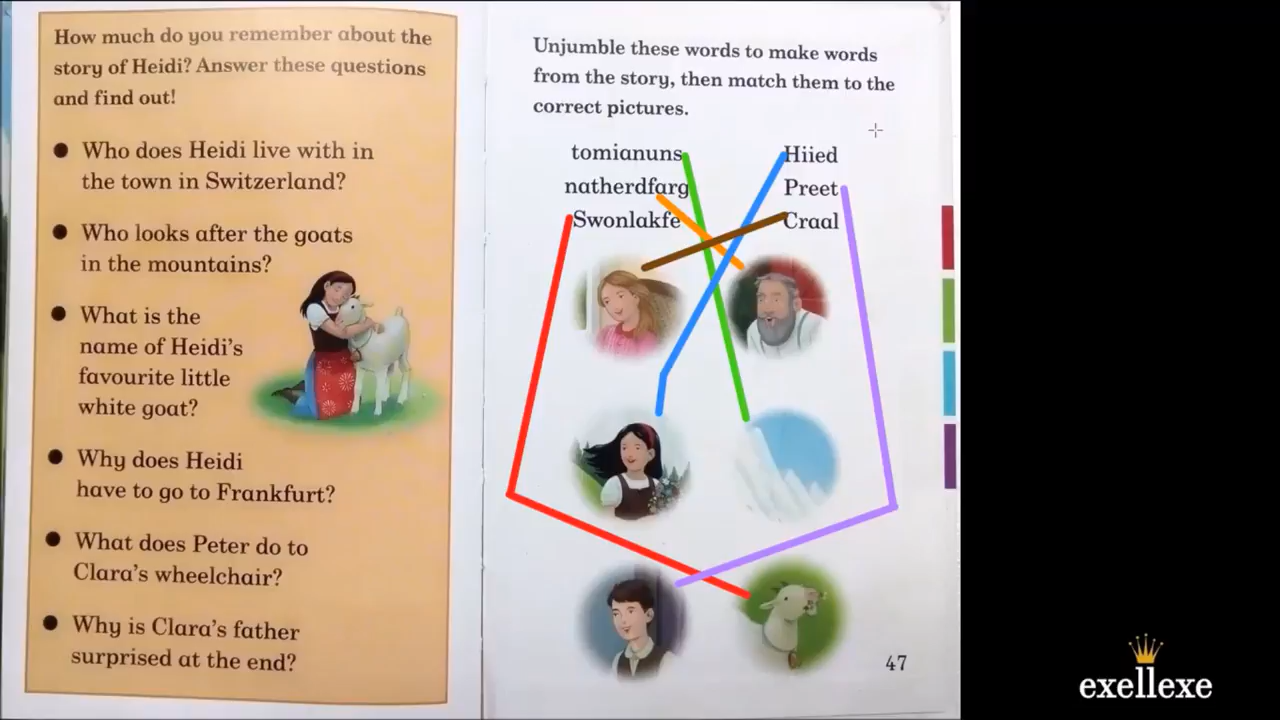 How much do you remember about the
story of Heidi? Answer these questions
and find out!
Who does Heidi live with in
the town in Switzerland?
Who looks after the goats
in the mountains?
What is the
name of Heidi's
favourite little
white goat?
Why does Heidi
have to go to Frankfurt?
What does Peter do to
Clara's wheelchair?
Why is Clara's father
surprised at the end?
Unjumble these words to make words
from the story, then match them to the
correct pictures.
tomianuns
natherdfarg
Swonlakfe
Hiied
Preet
Craal
47
exellexe